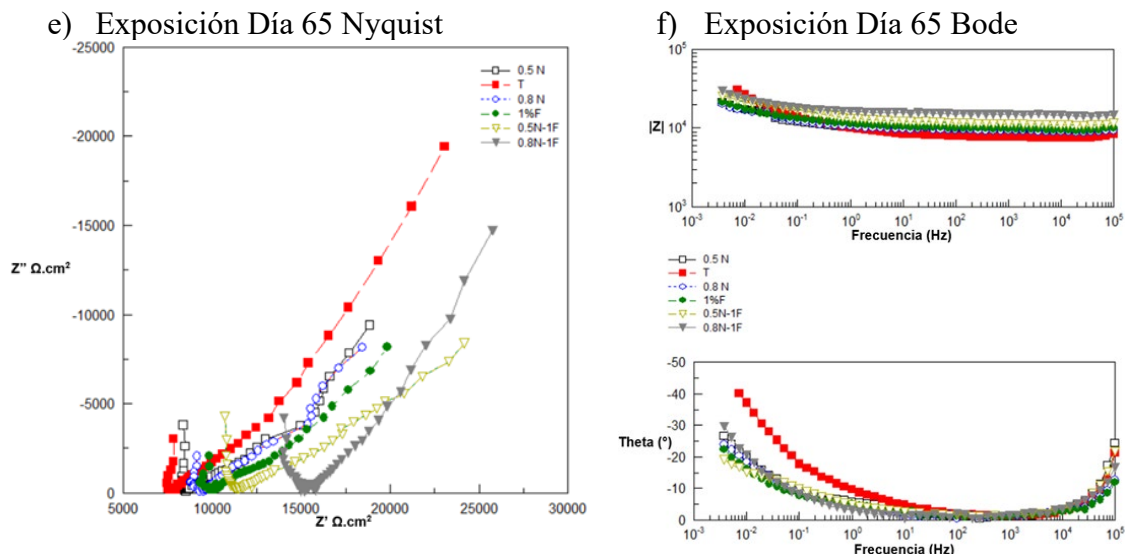 e) Exposición Día 65 Nyquist
-25000
-20000
-15000
-10000
-5000
0
Z'' Ω.cm²
5000 10000 15000 20000 25000 30000
Z' Ω.cm²
0.5 N
T
0.8 N
1%F
0.5N-1F
0.8N-1F
f) Exposición Día 65 Bode
10⁵
|Z| 10⁴
10³
10⁻³ 10⁻² 10⁻¹ 10⁰ 10¹ 10² 10³ 10⁴ 10⁵
Frecuencia (Hz)
0.5 N
T
0.8 N
1%F
0.5N-1F
0.8N-1F
-50
-40
-30
Theta (°)
-20
-10
0
10⁻³ 10⁻² 10⁻¹ 10⁰ 10¹ 10² 10³ 10⁴ 10⁵
Frecuencia (Hz)